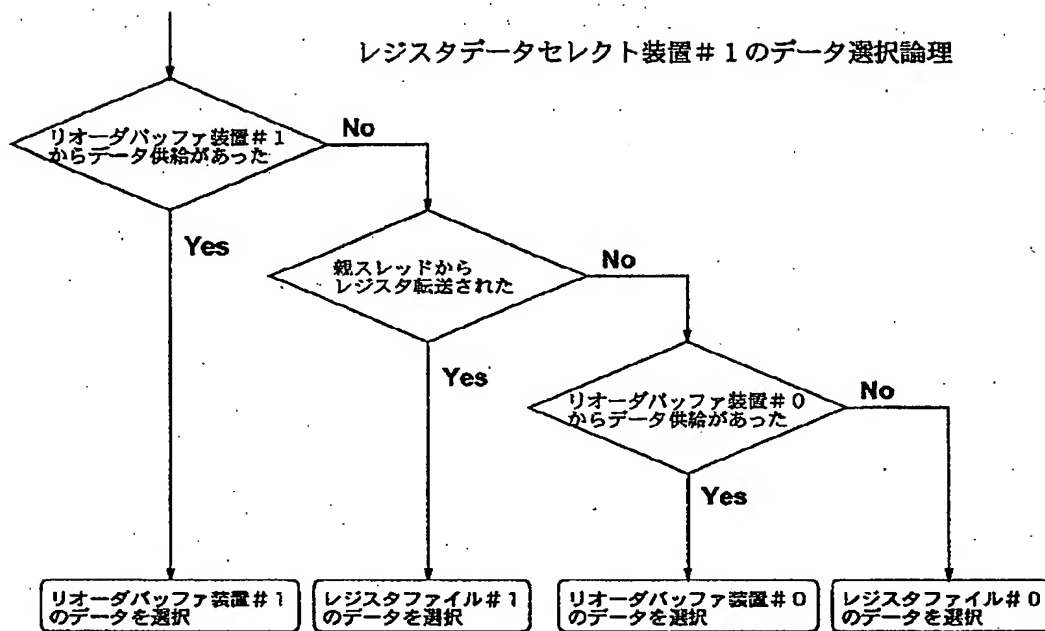 レジスタデータセレクト装置＃１のデータ選択論理
リオーダバッファ装置＃１
からデータ供給があった
No
Yes
親スレッドから
レジスタ転送された
No
Yes
リオーダバッファ装置＃０
からデータ供給があった
No
Yes
リオーダバッファ装置＃１
のデータを選択
レジスタファイル＃１
のデータを選択
リオーダバッファ装置＃０
のデータを選択
レジスタファイル＃０
のデータを選択